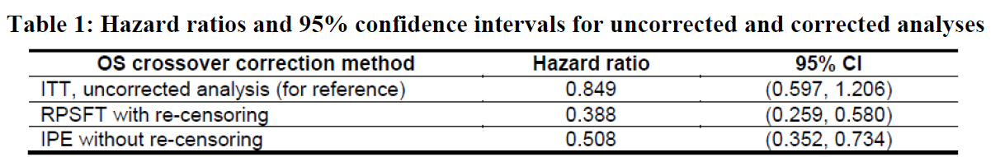 Table 1: Hazard ratios and 95% confidence intervals for uncorrected and corrected analyses
OS crossover correction method Hazard ratio 95% CI
ITT, uncorrected analysis (for reference) 0.849 (0.597, 1.206)
RPSFT with re-censoring 0.388 (0.259, 0.580)
IPE without re-censoring 0.508 (0.352, 0.734)